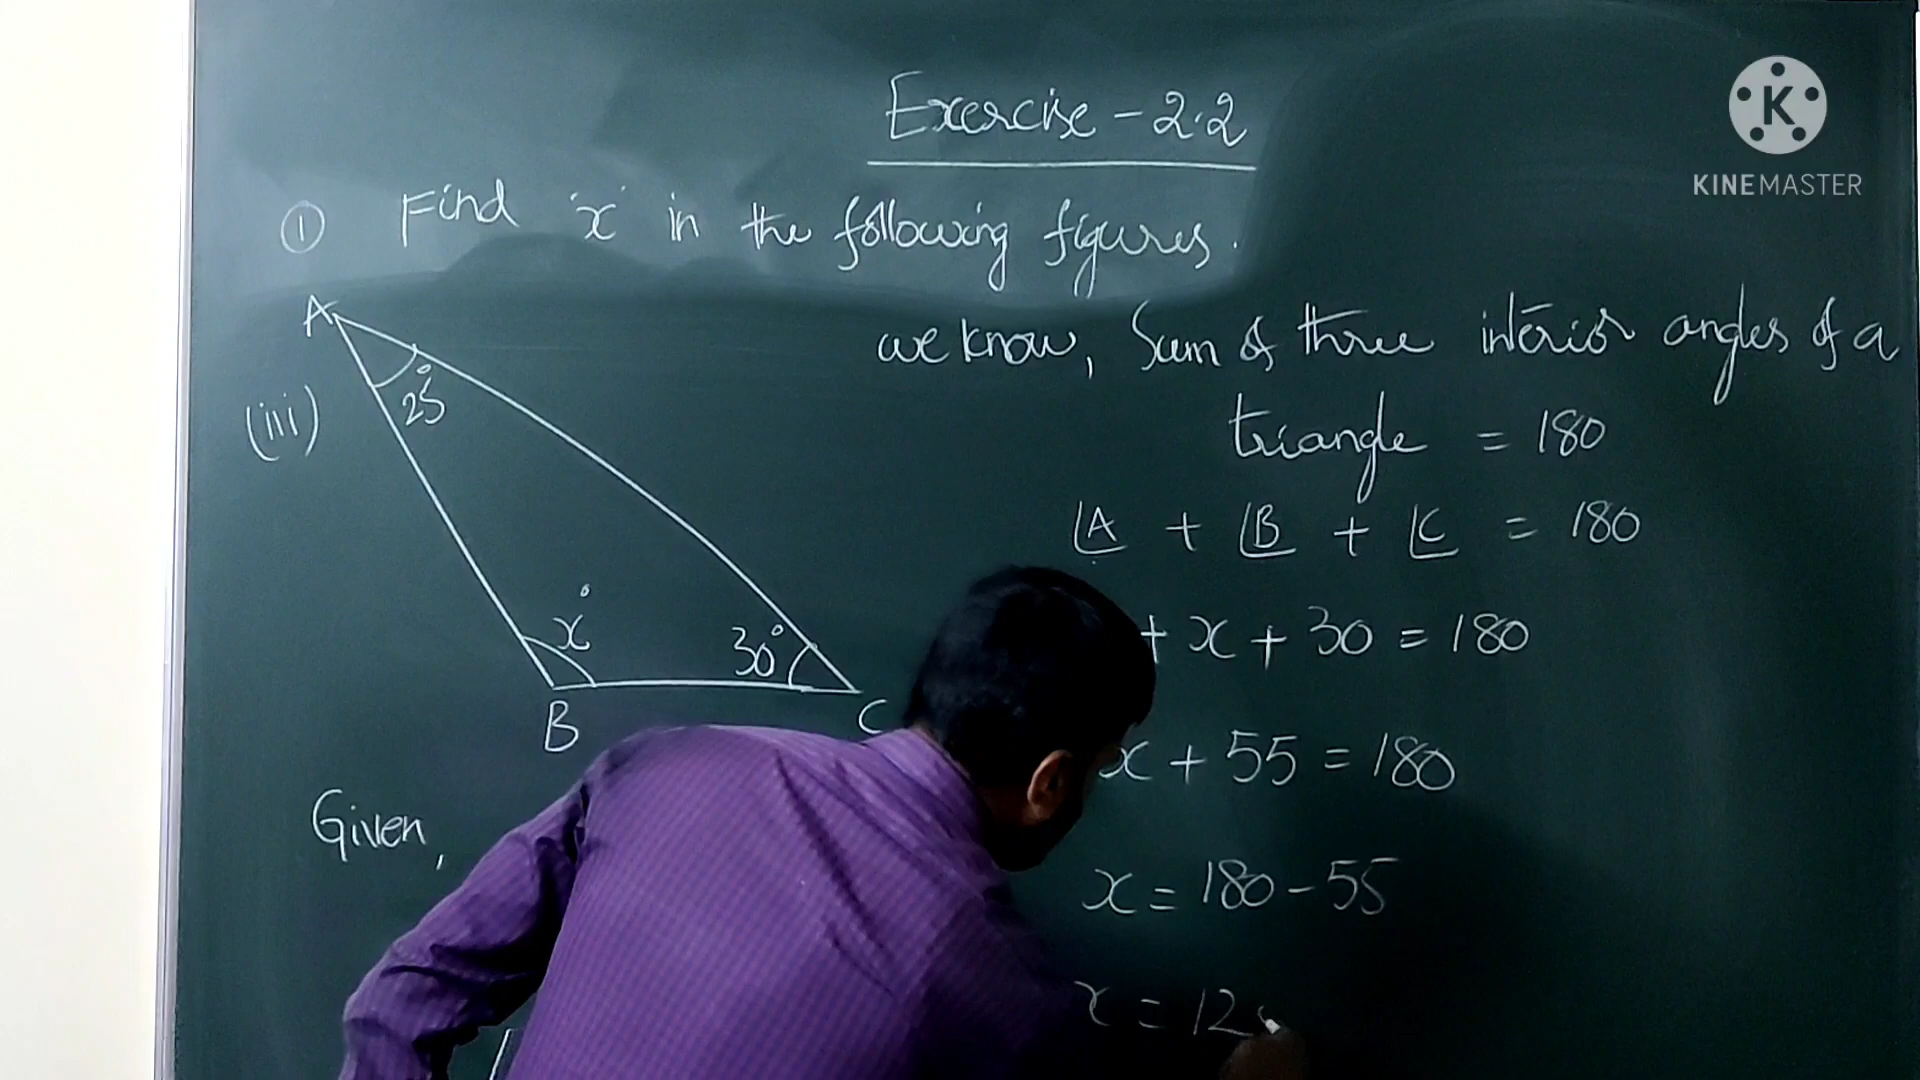 Exercise - 2.2
① Find 'x' in the following figures.
(iii)
A
25°
x°
30°
B
C
Given,
we know, Sum of three interior angles of a
triangle = 180
∠A + ∠B + ∠C = 180
+ x + 30 = 180
x + 55 = 180
x = 180 - 55
x = 12
K
KINEMASTER